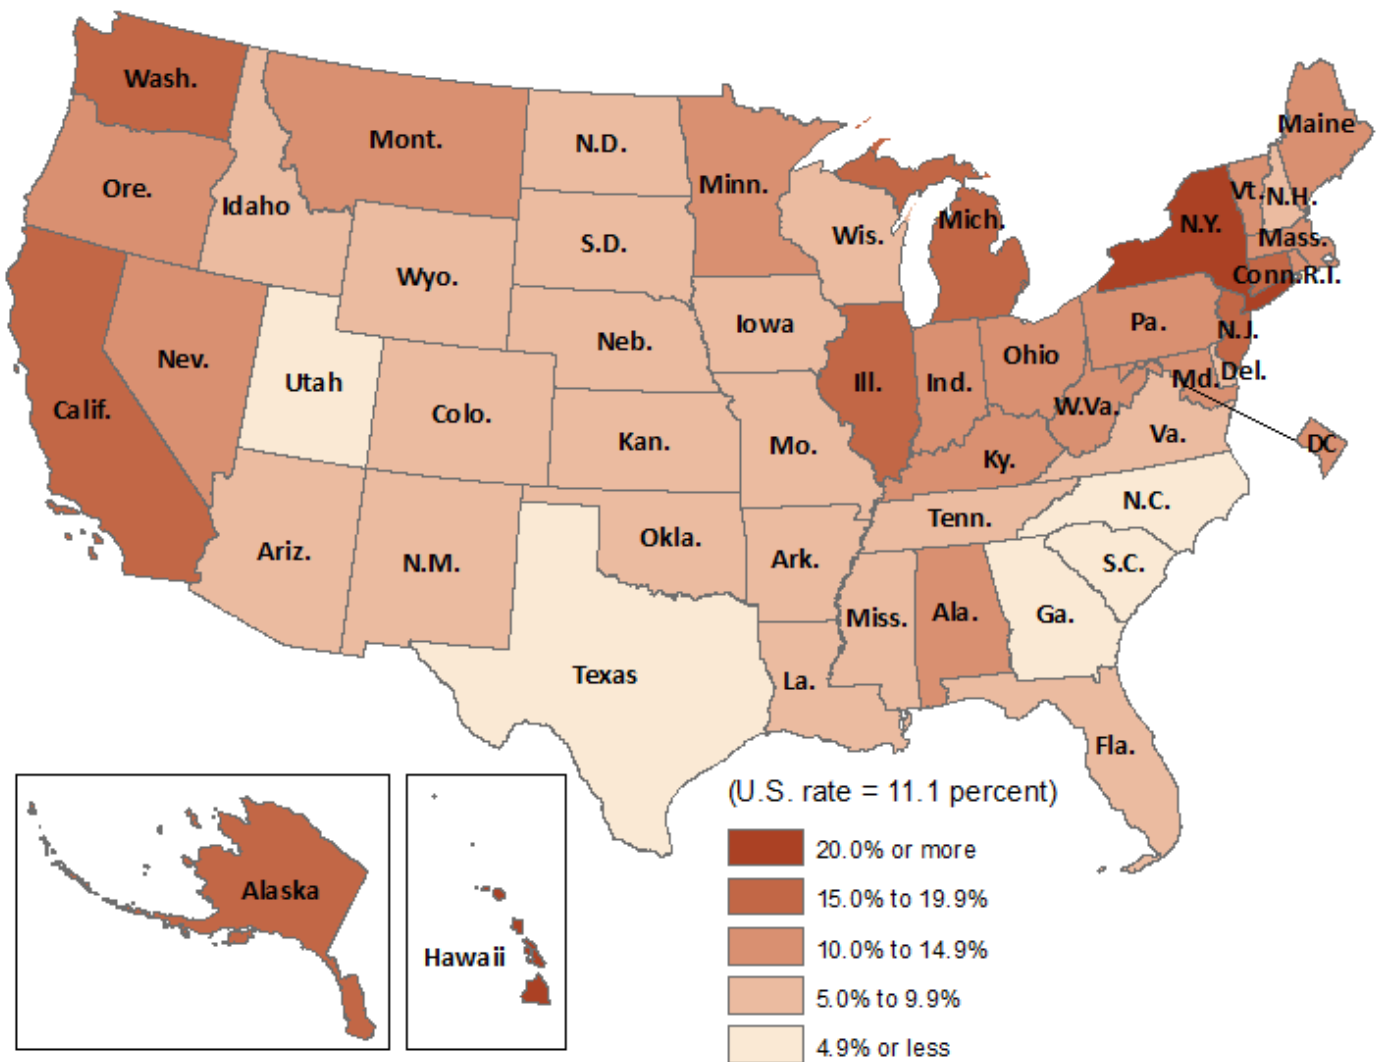 Wash.
Mont.
N.D.
Minn.
Maine
Ore.
Idaho
S.D.
Wis.
Mich.
Vt.
N.H.
N.Y.
Mass.
Wyo.
Conn.
R.I.
Iowa
Neb.
Pa.
N.J.
Nev.
Utah
Ohio
Ill.
Ind.
Md.
Del.
Calif.
Colo.
W.Va.
Kan.
Mo.
Va.
DC
Ky.
N.C.
Tenn.
Ariz.
N.M.
Okla.
Ark.
S.C.
Miss.
Ala.
Ga.
Texas
La.
Fla.
Alaska
Hawaii
(U.S. rate = 11.1 percent)
20.0% or more
15.0% to 19.9%
10.0% to 14.9%
5.0% to 9.9%
4.9% or less